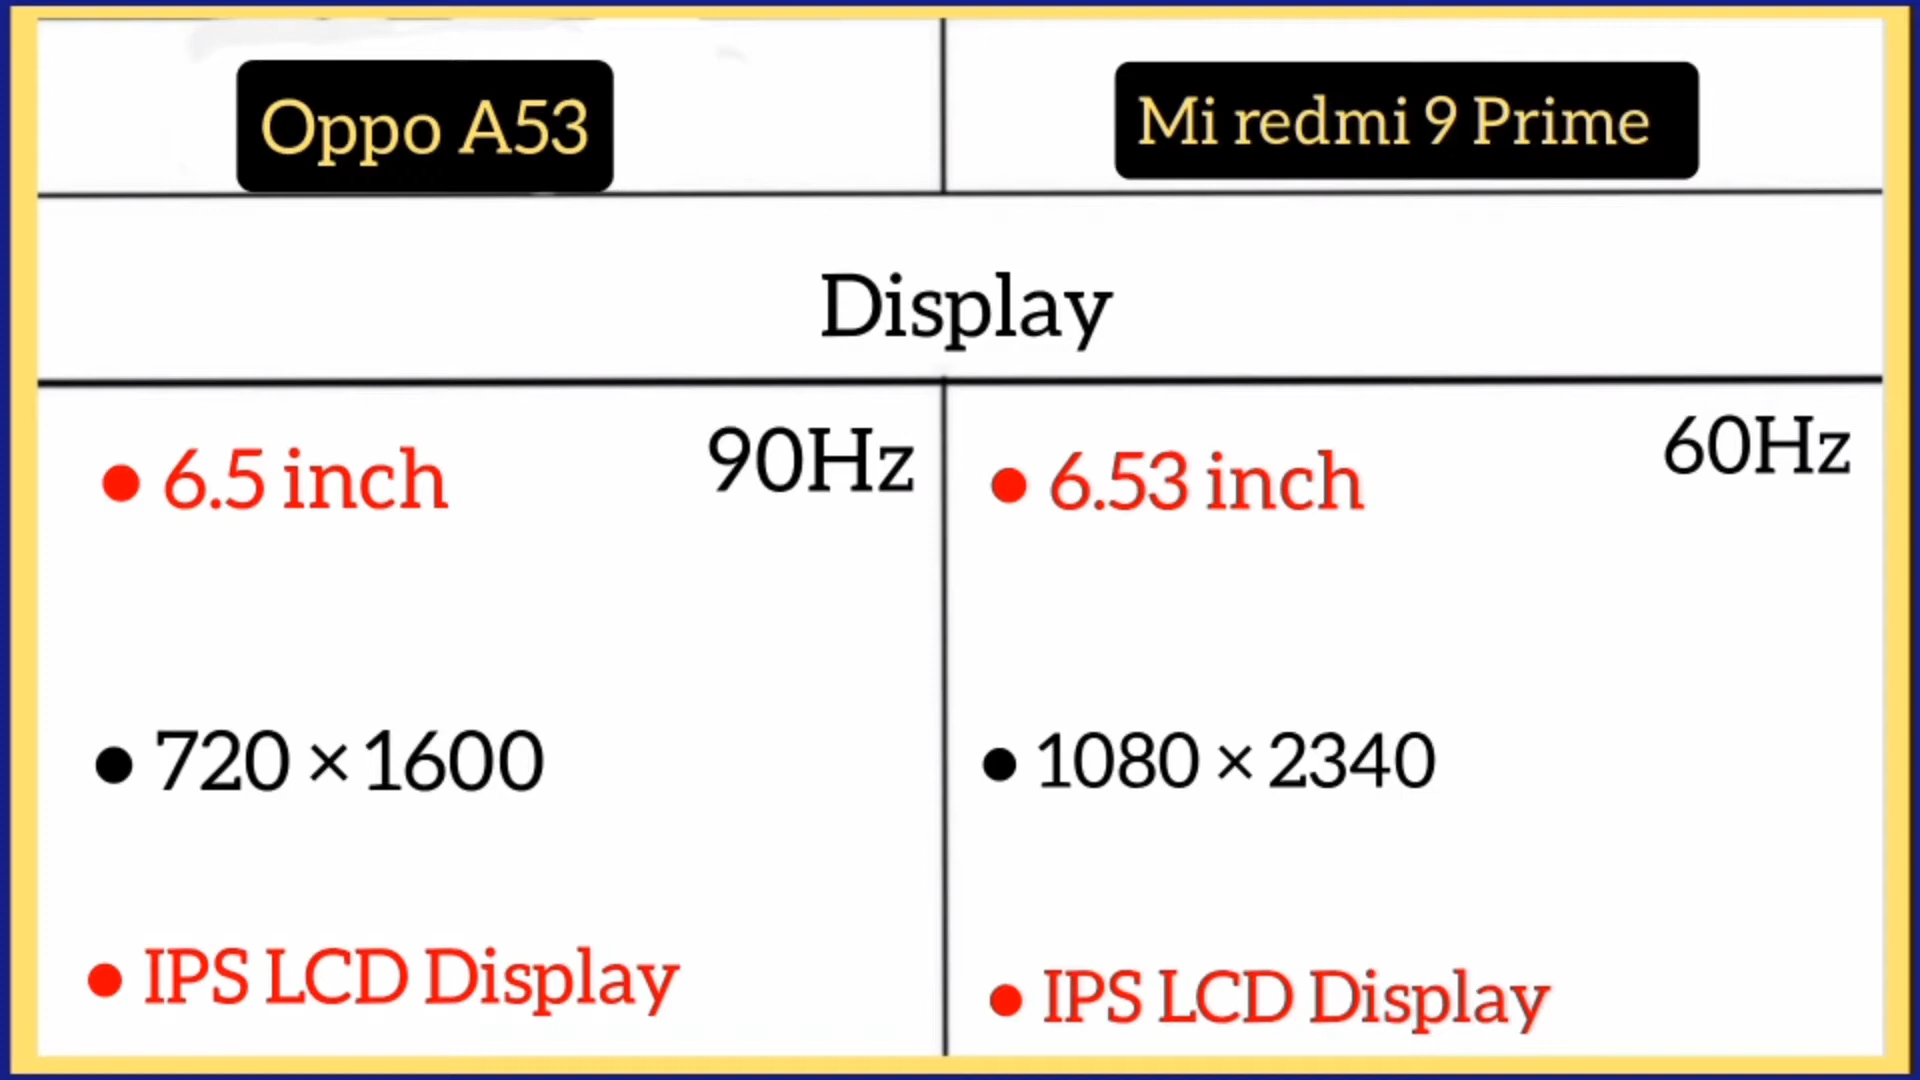 Oppo A53
Mi redmi 9 Prime
Display
• 6.5 inch
90Hz
• 6.53 inch
60Hz
• 720 × 1600
• 1080 × 2340
• IPS LCD Display
• IPS LCD Display